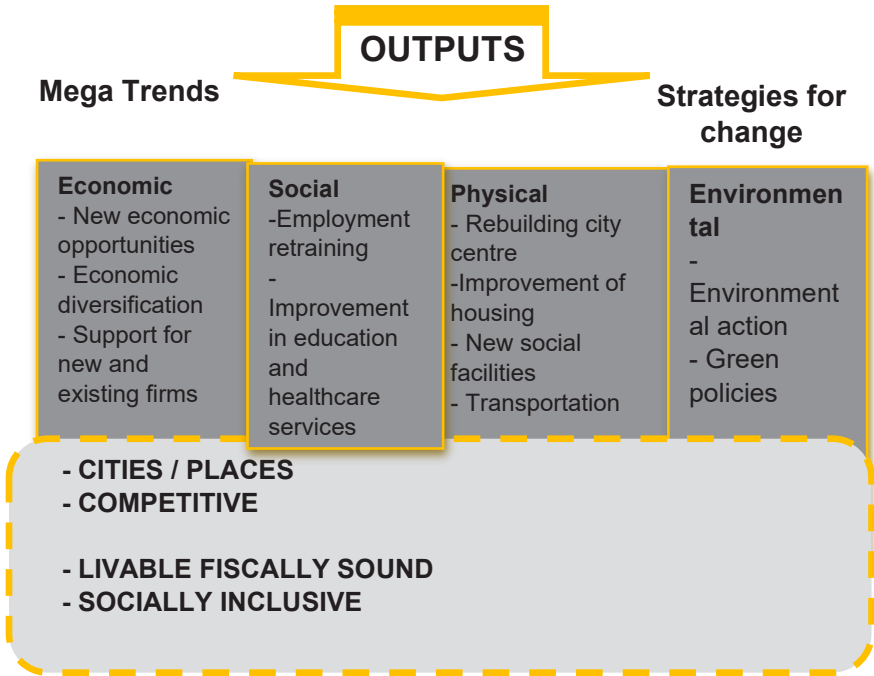 OUTPUTS
Mega Trends
Strategies for
change
Economic
- New economic
opportunities
- Economic
diversification
- Support for
new and
existing firms
Social
-Employment
retraining
-
Improvement
in education
and
healthcare
services
Physical
- Rebuilding city
centre
-Improvement of
housing
- New social
facilities
- Transportation
Environmen
tal
-
Environment
al action
- Green
policies
- CITIES / PLACES
- COMPETITIVE
- LIVABLE FISCALLY SOUND
- SOCIALLY INCLUSIVE